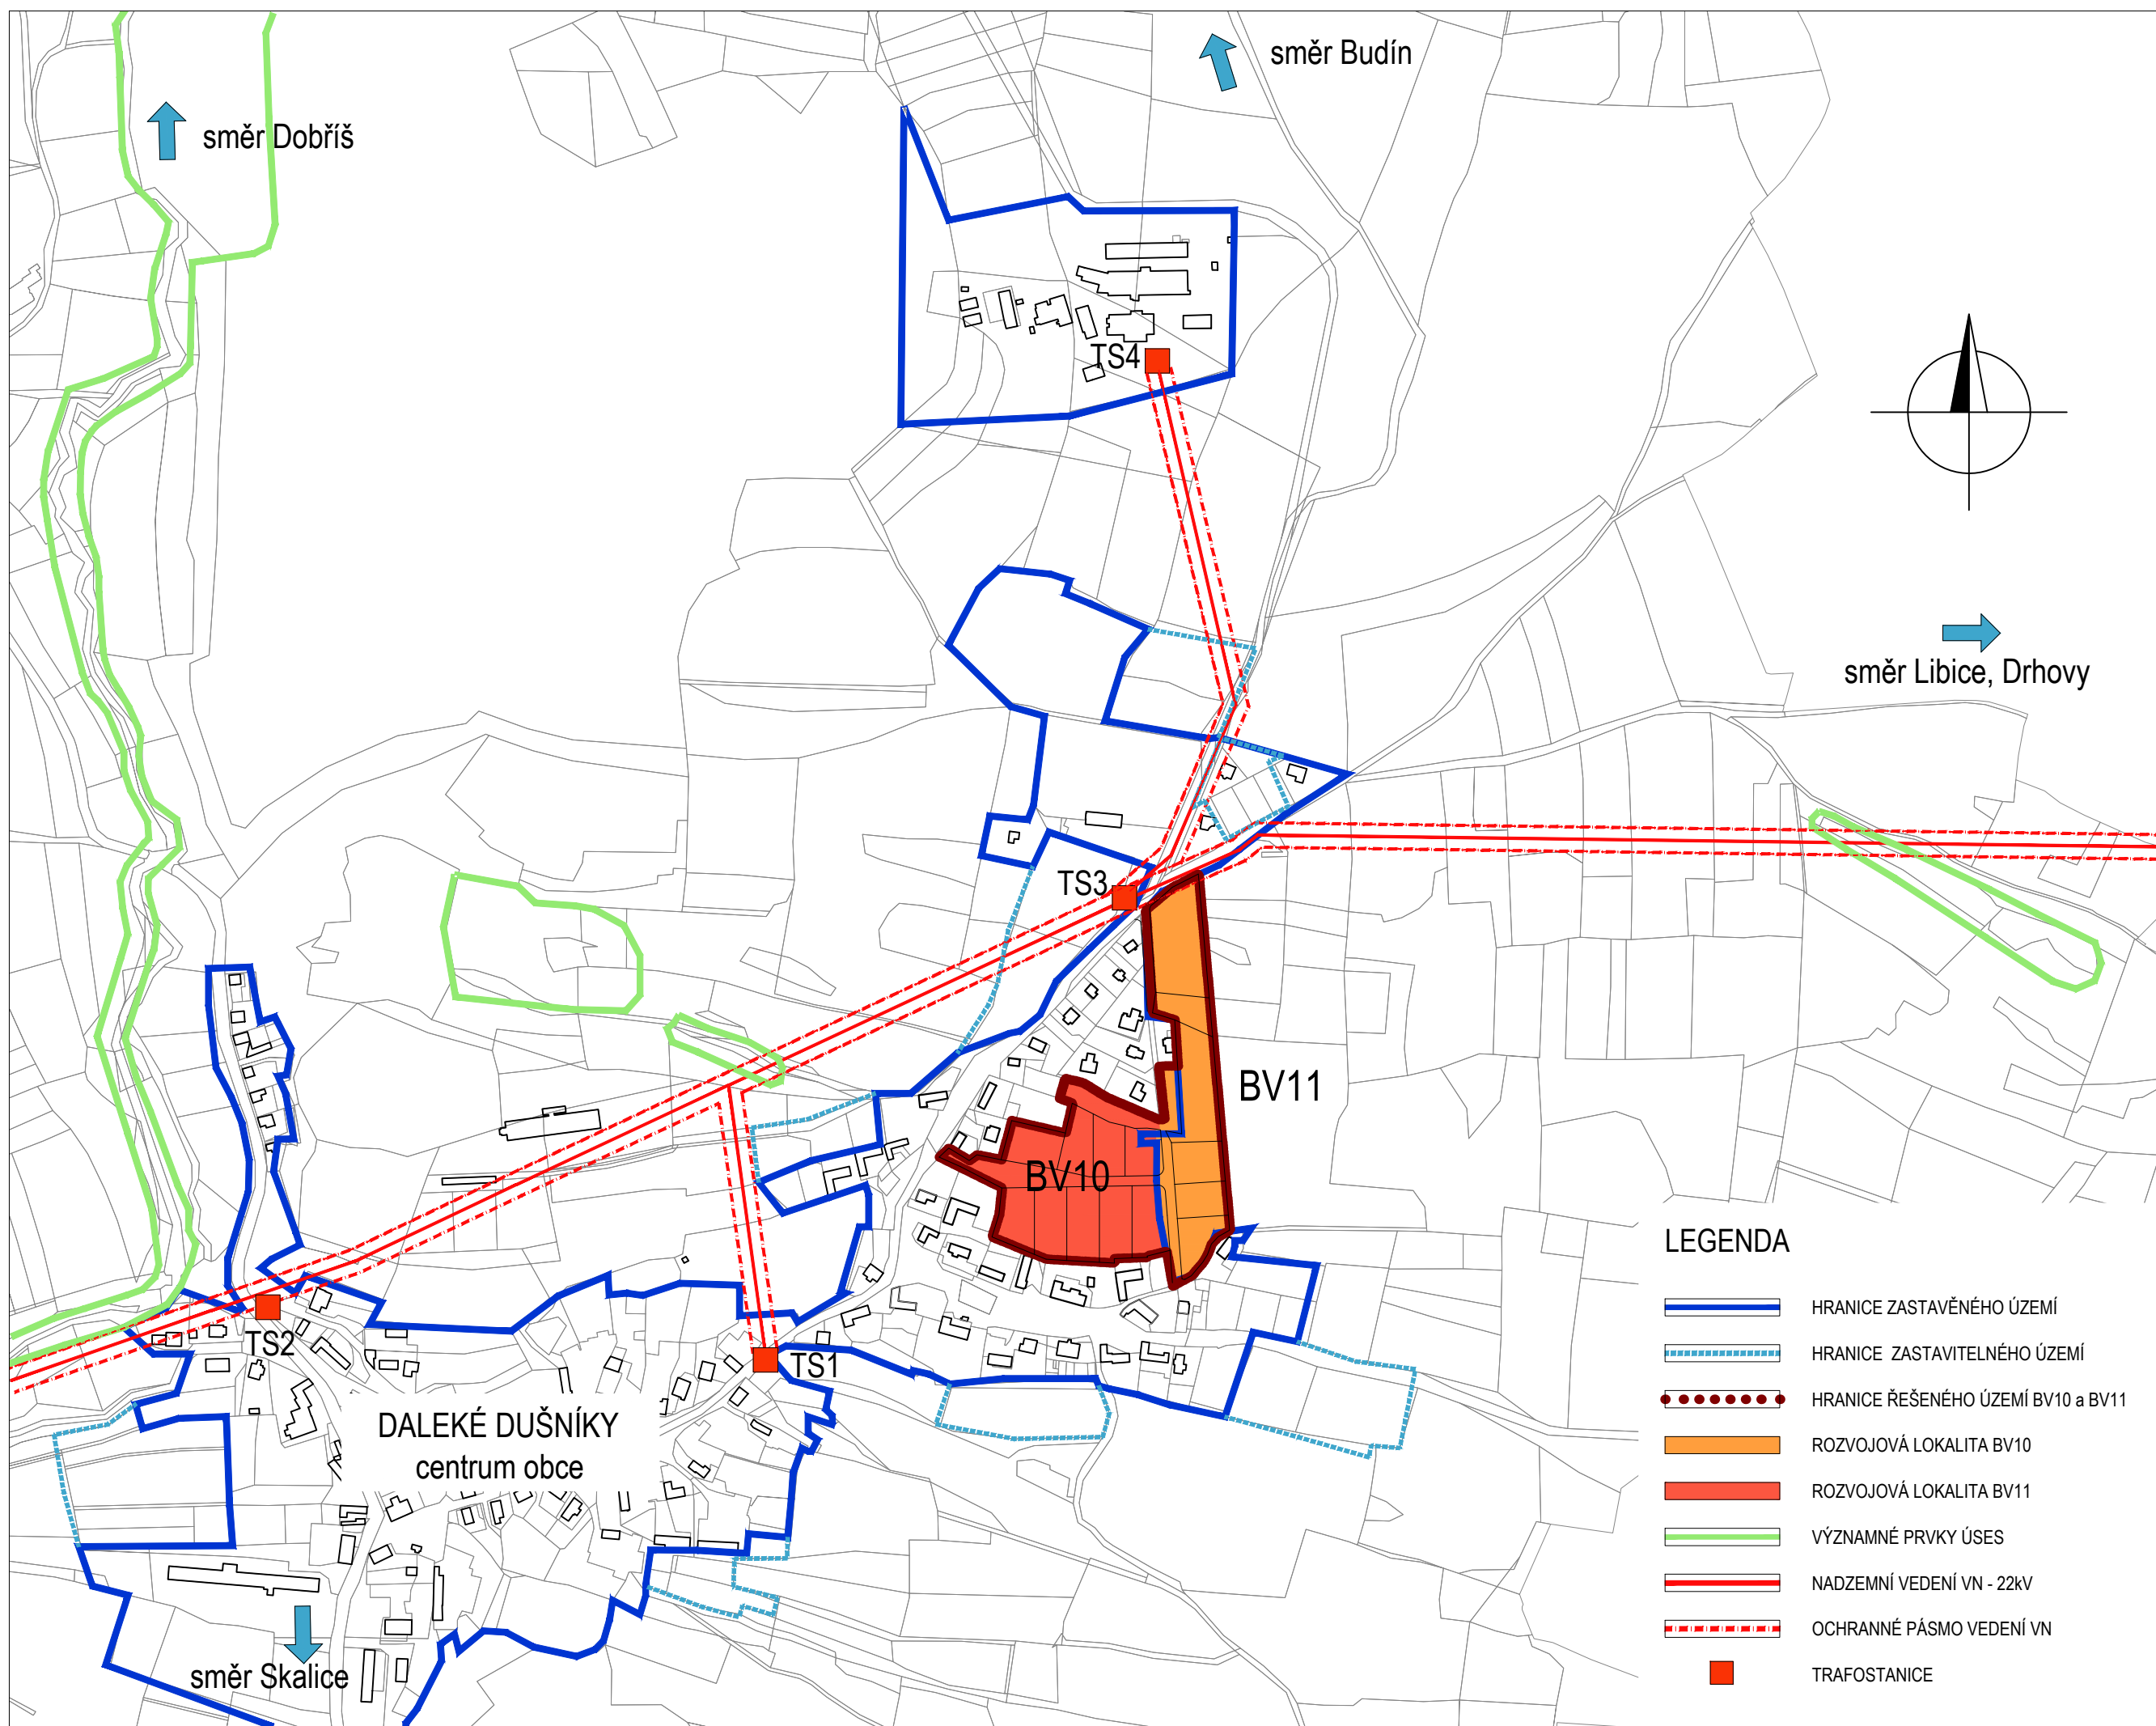 směr Budín
směr Dobříš
TS4
směr Libice, Drhovy
TS3
BV11
BV10
TS2
TS1
DALEKÉ DUŠNÍKY
centrum obce
směr Skalice
LEGENDA
HRANICE ZASTAVĚNÉHO ÚZEMÍ
HRANICE ZASTAVITELNÉHO ÚZEMÍ
HRANICE ŘEŠENÉHO ÚZEMÍ BV10 a BV11
ROZVOJOVÁ LOKALITA BV10
ROZVOJOVÁ LOKALITA BV11
VÝZNAMNÉ PRVKY ÚSES
NADZEMNÍ VEDENÍ VN - 22kV
OCHRANNÉ PÁSMO VEDENÍ VN
TRAFOSTANICE